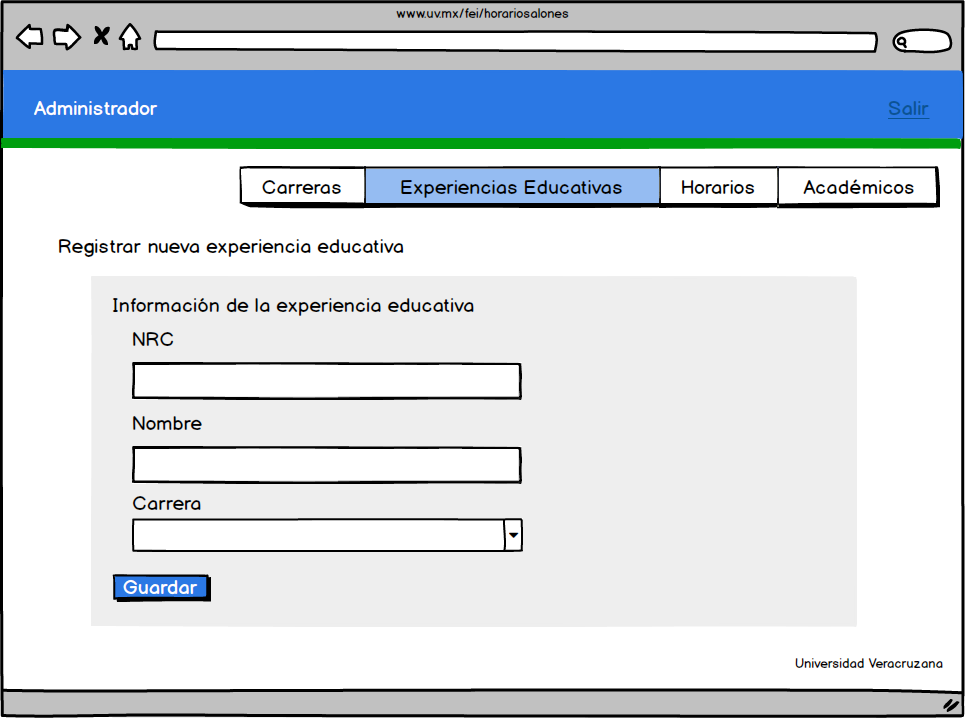 www.uv.mx/fei/horariosalones
Administrador
Salir
Carreras
Experiencias Educativas
Horarios
Académicos
Registrar nueva experiencia educativa
Información de la experiencia educativa
NRC
Nombre
Carrera
Guardar
Universidad Veracruzana